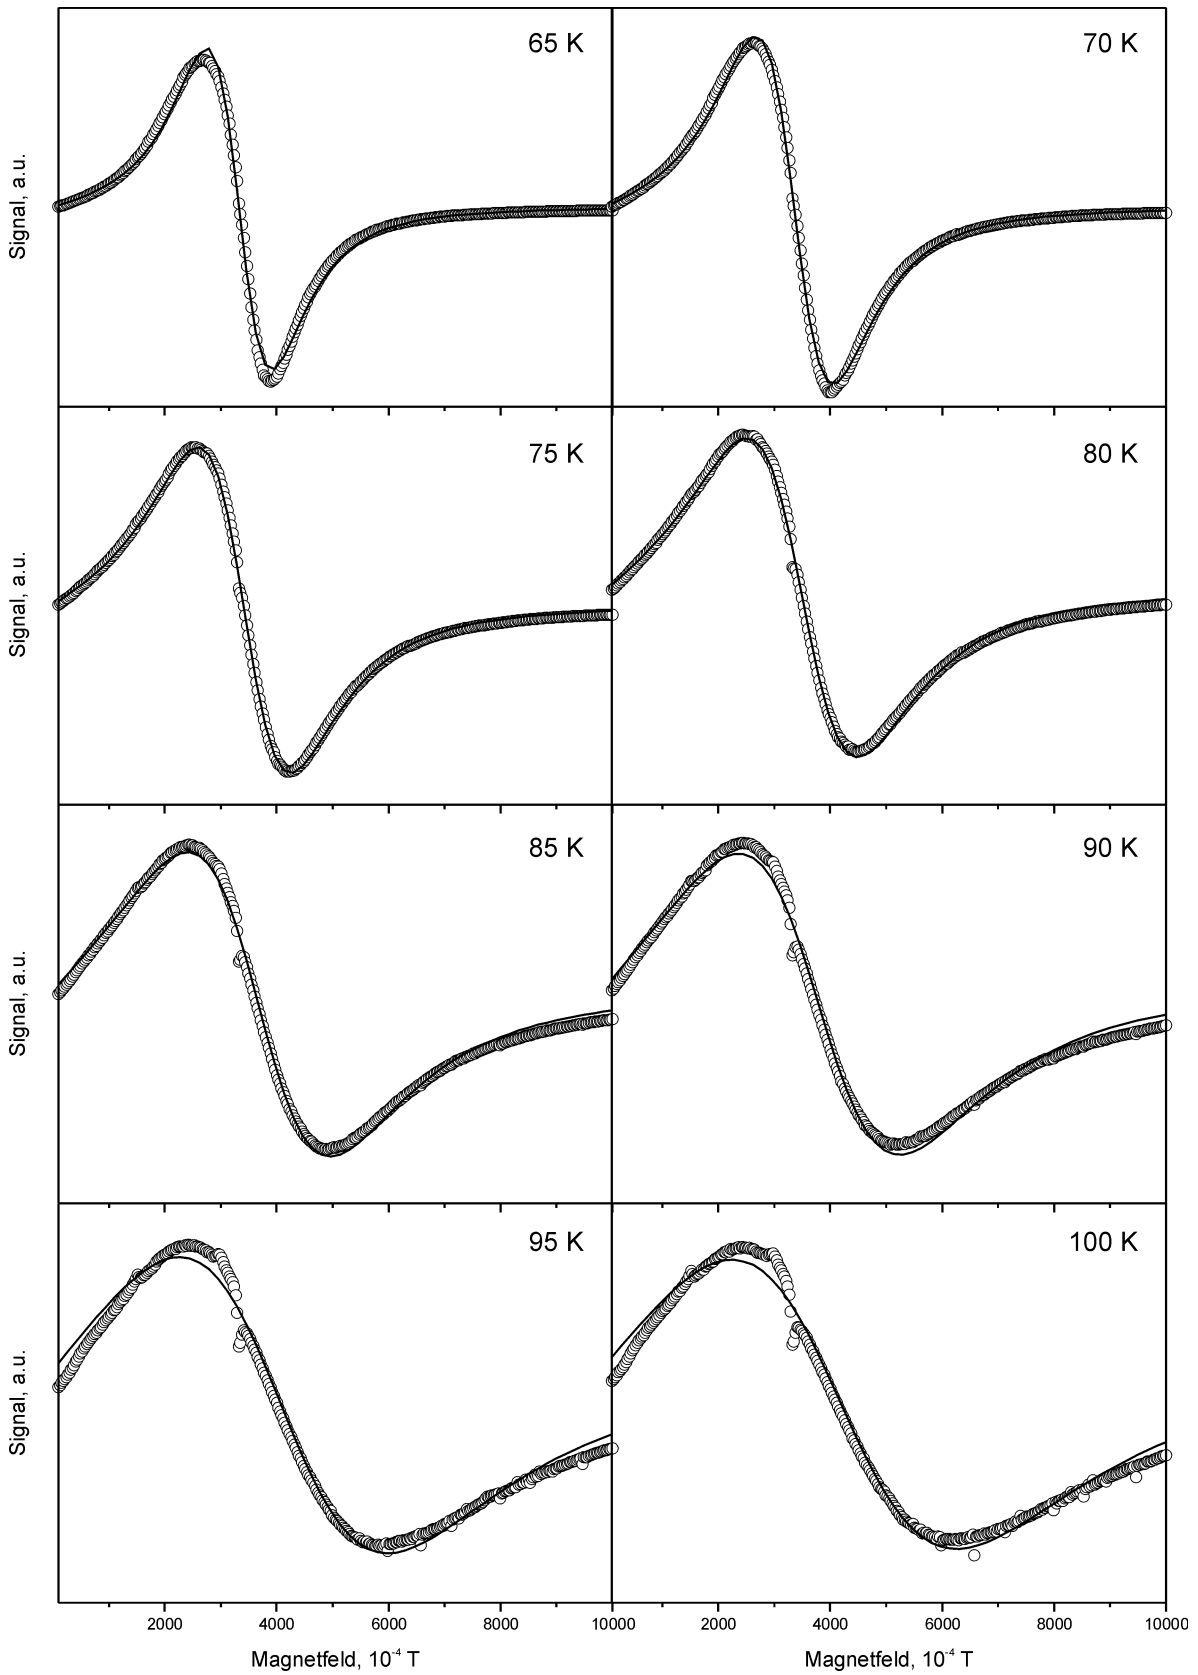 65 K
70 K
Signal, a.u.
75 K
80 K
Signal, a.u.
85 K
90 K
Signal, a.u.
95 K
100 K
Signal, a.u.
2000 4000 6000 8000 10000 2000 4000 6000 8000 10000
Magnetfeld, 10⁻⁴ T Magnetfeld, 10⁻⁴ T